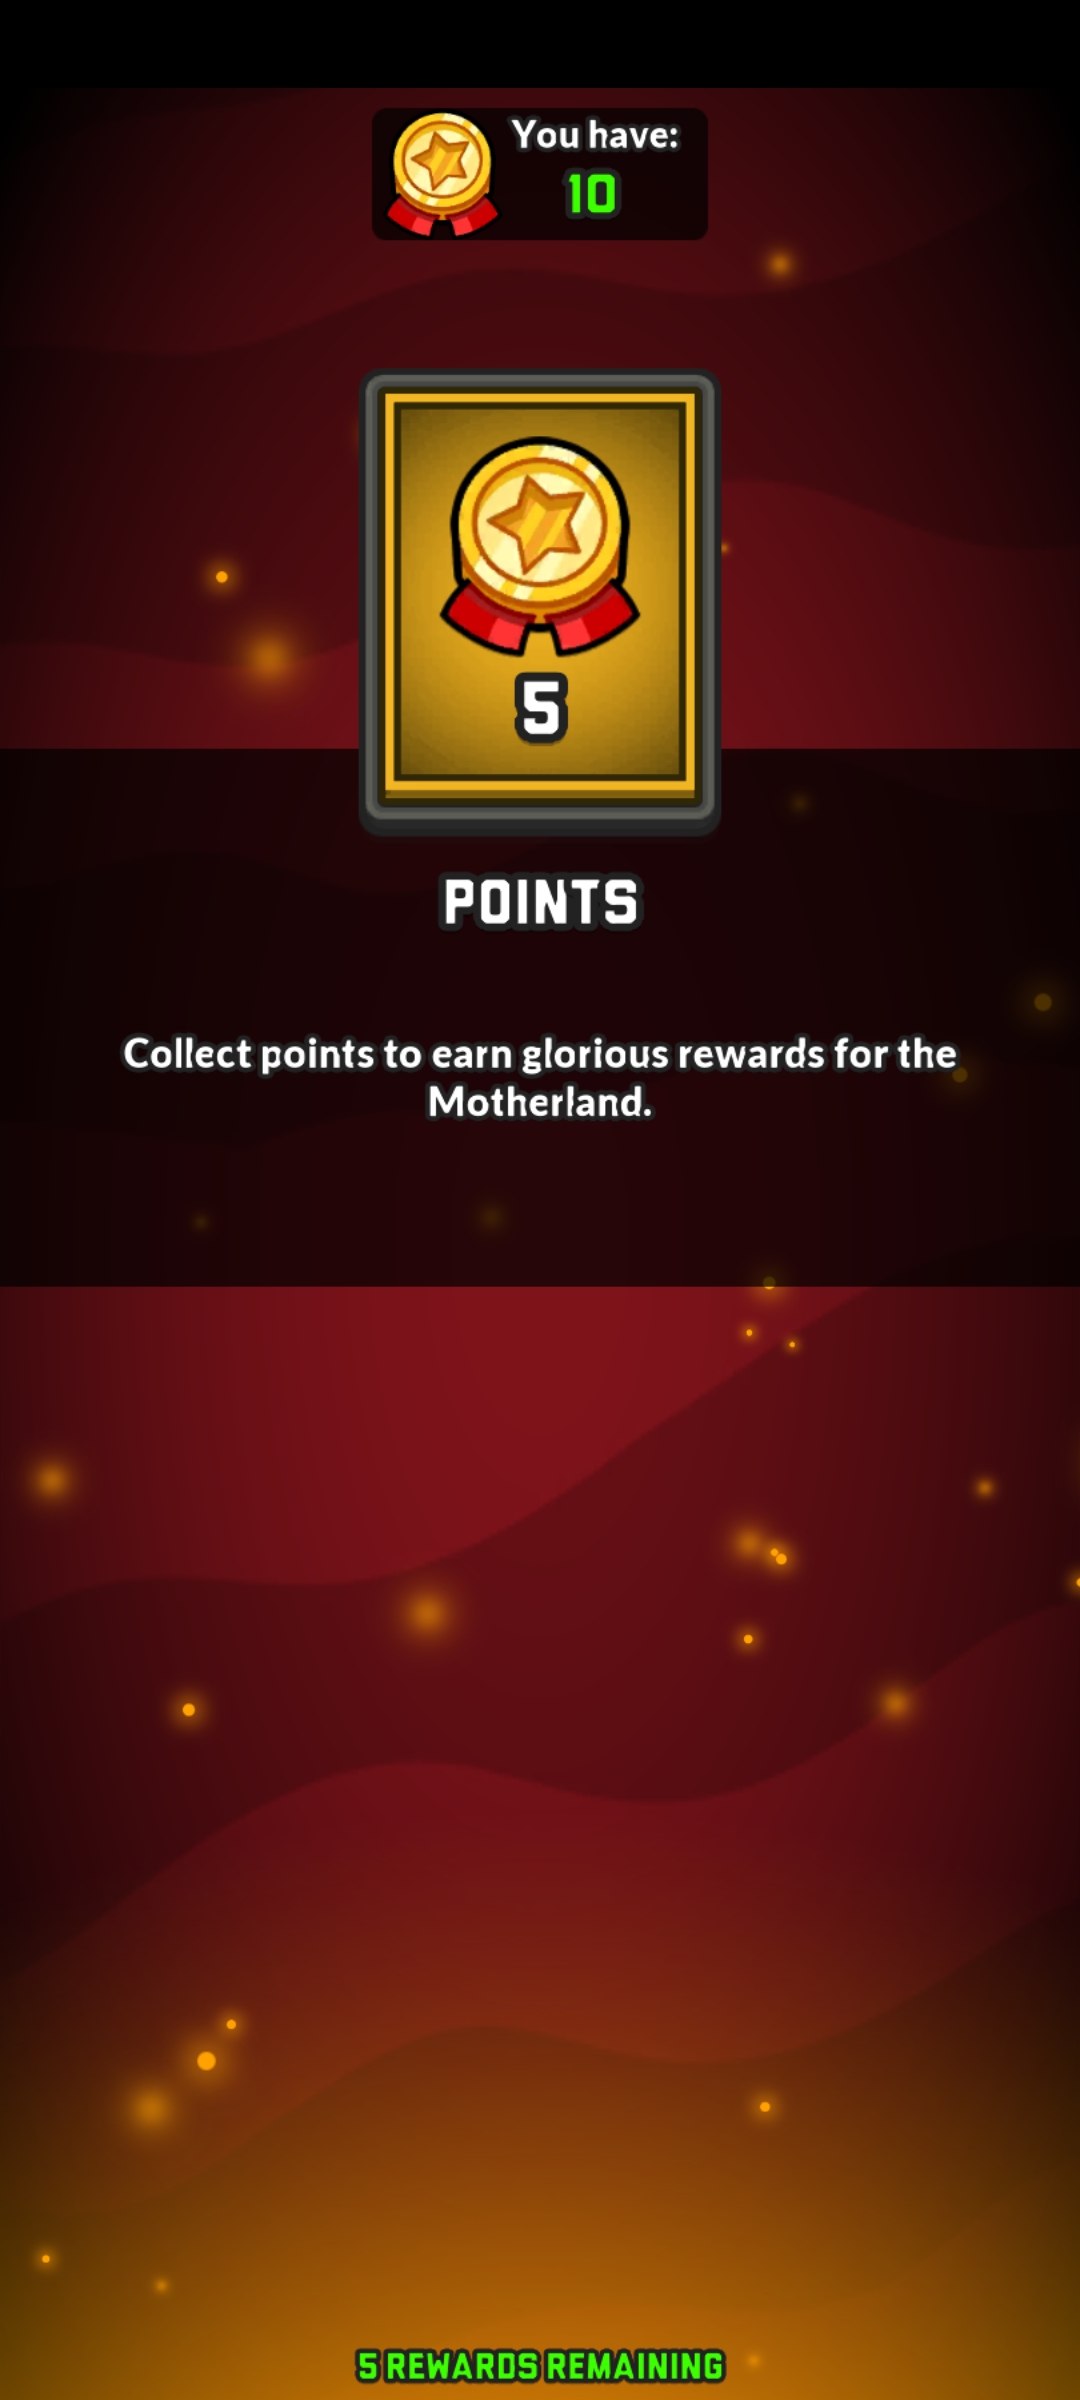 You have:
10
5
POINTS
Collect points to earn glorious rewards for the
Motherland.
5 REWARDS REMAINING